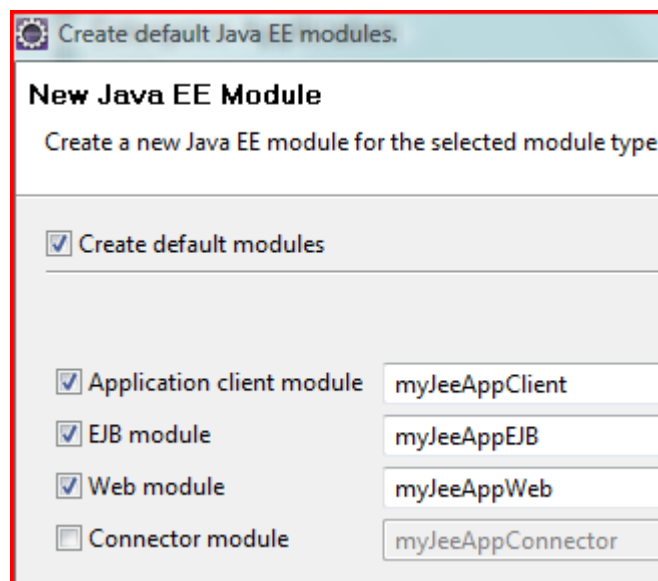 Create default Java EE modules.
New Java EE Module
Create a new Java EE module for the selected module type
Create default modules
Application client module myJeeAppClient
EJB module myJeeAppEJB
Web module myJeeAppWeb
Connector module myJeeAppConnector